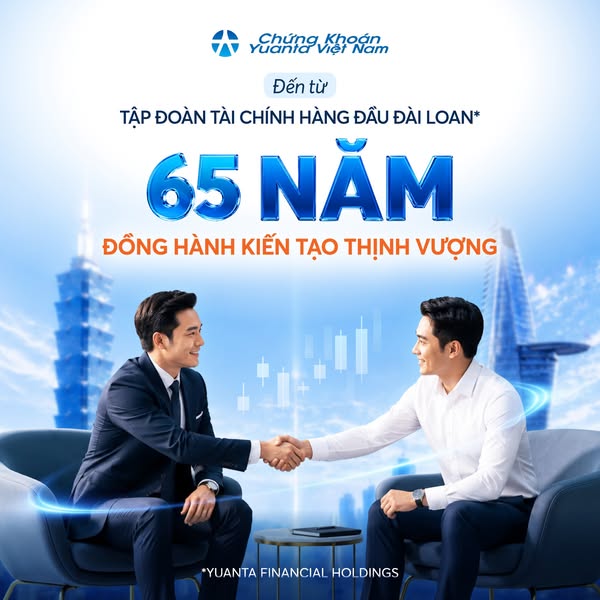 Chứng Khoán
Yuanta Việt Nam
Đến từ
TẬP ĐOÀN TÀI CHÍNH HÀNG ĐẦU ĐÀI LOAN*
65 NĂM
ĐỒNG HÀNH KIẾN TẠO THỊNH VƯỢNG
*YUANTA FINANCIAL HOLDINGS